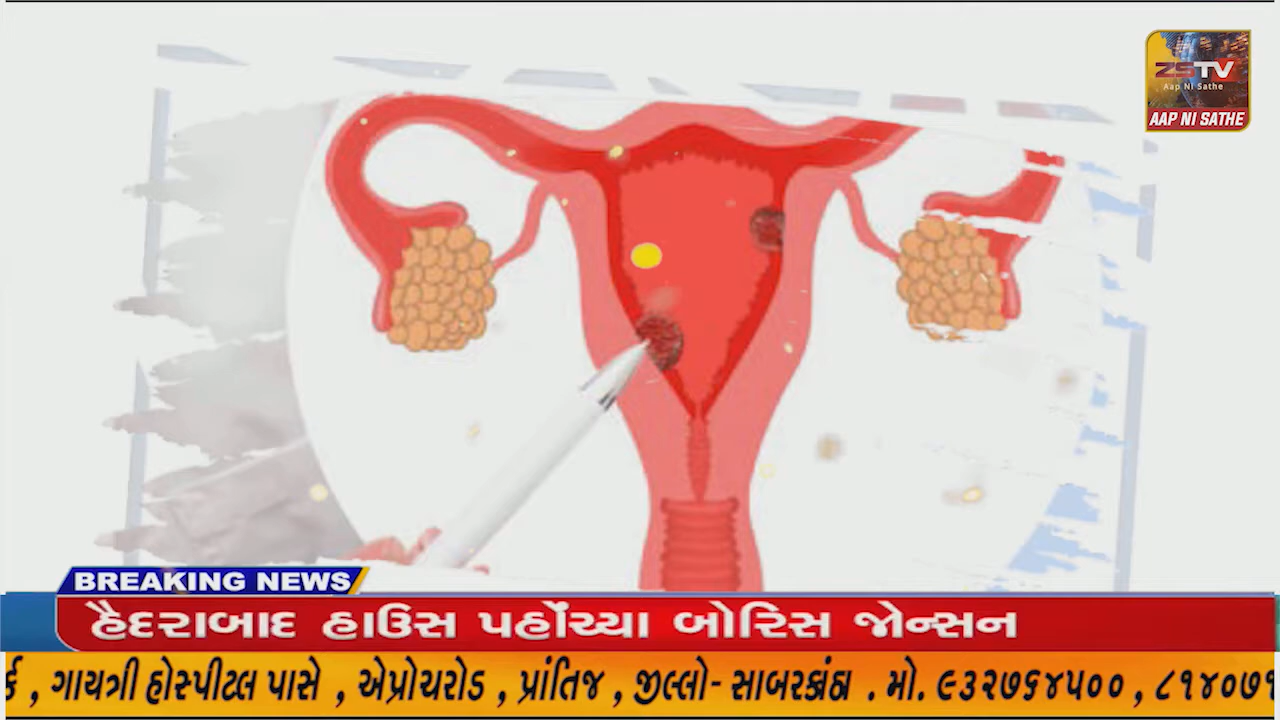 ZSTV
Aap Ni Sathe
AAP NI SATHE
BREAKING NEWS
હૈદરાબાદ હાઉસ પહોંચ્યા બોરિસ જોન્સન
, ગાયત્રી હોસ્પીટલ પાસે , એપ્રોચરોડ , પ્રાંતિજ , જીલ્લો- સાબરકાંઠા . મો. ૯૩૨૭૬૪૫૦૦ , ૮૧૪૦૭૧